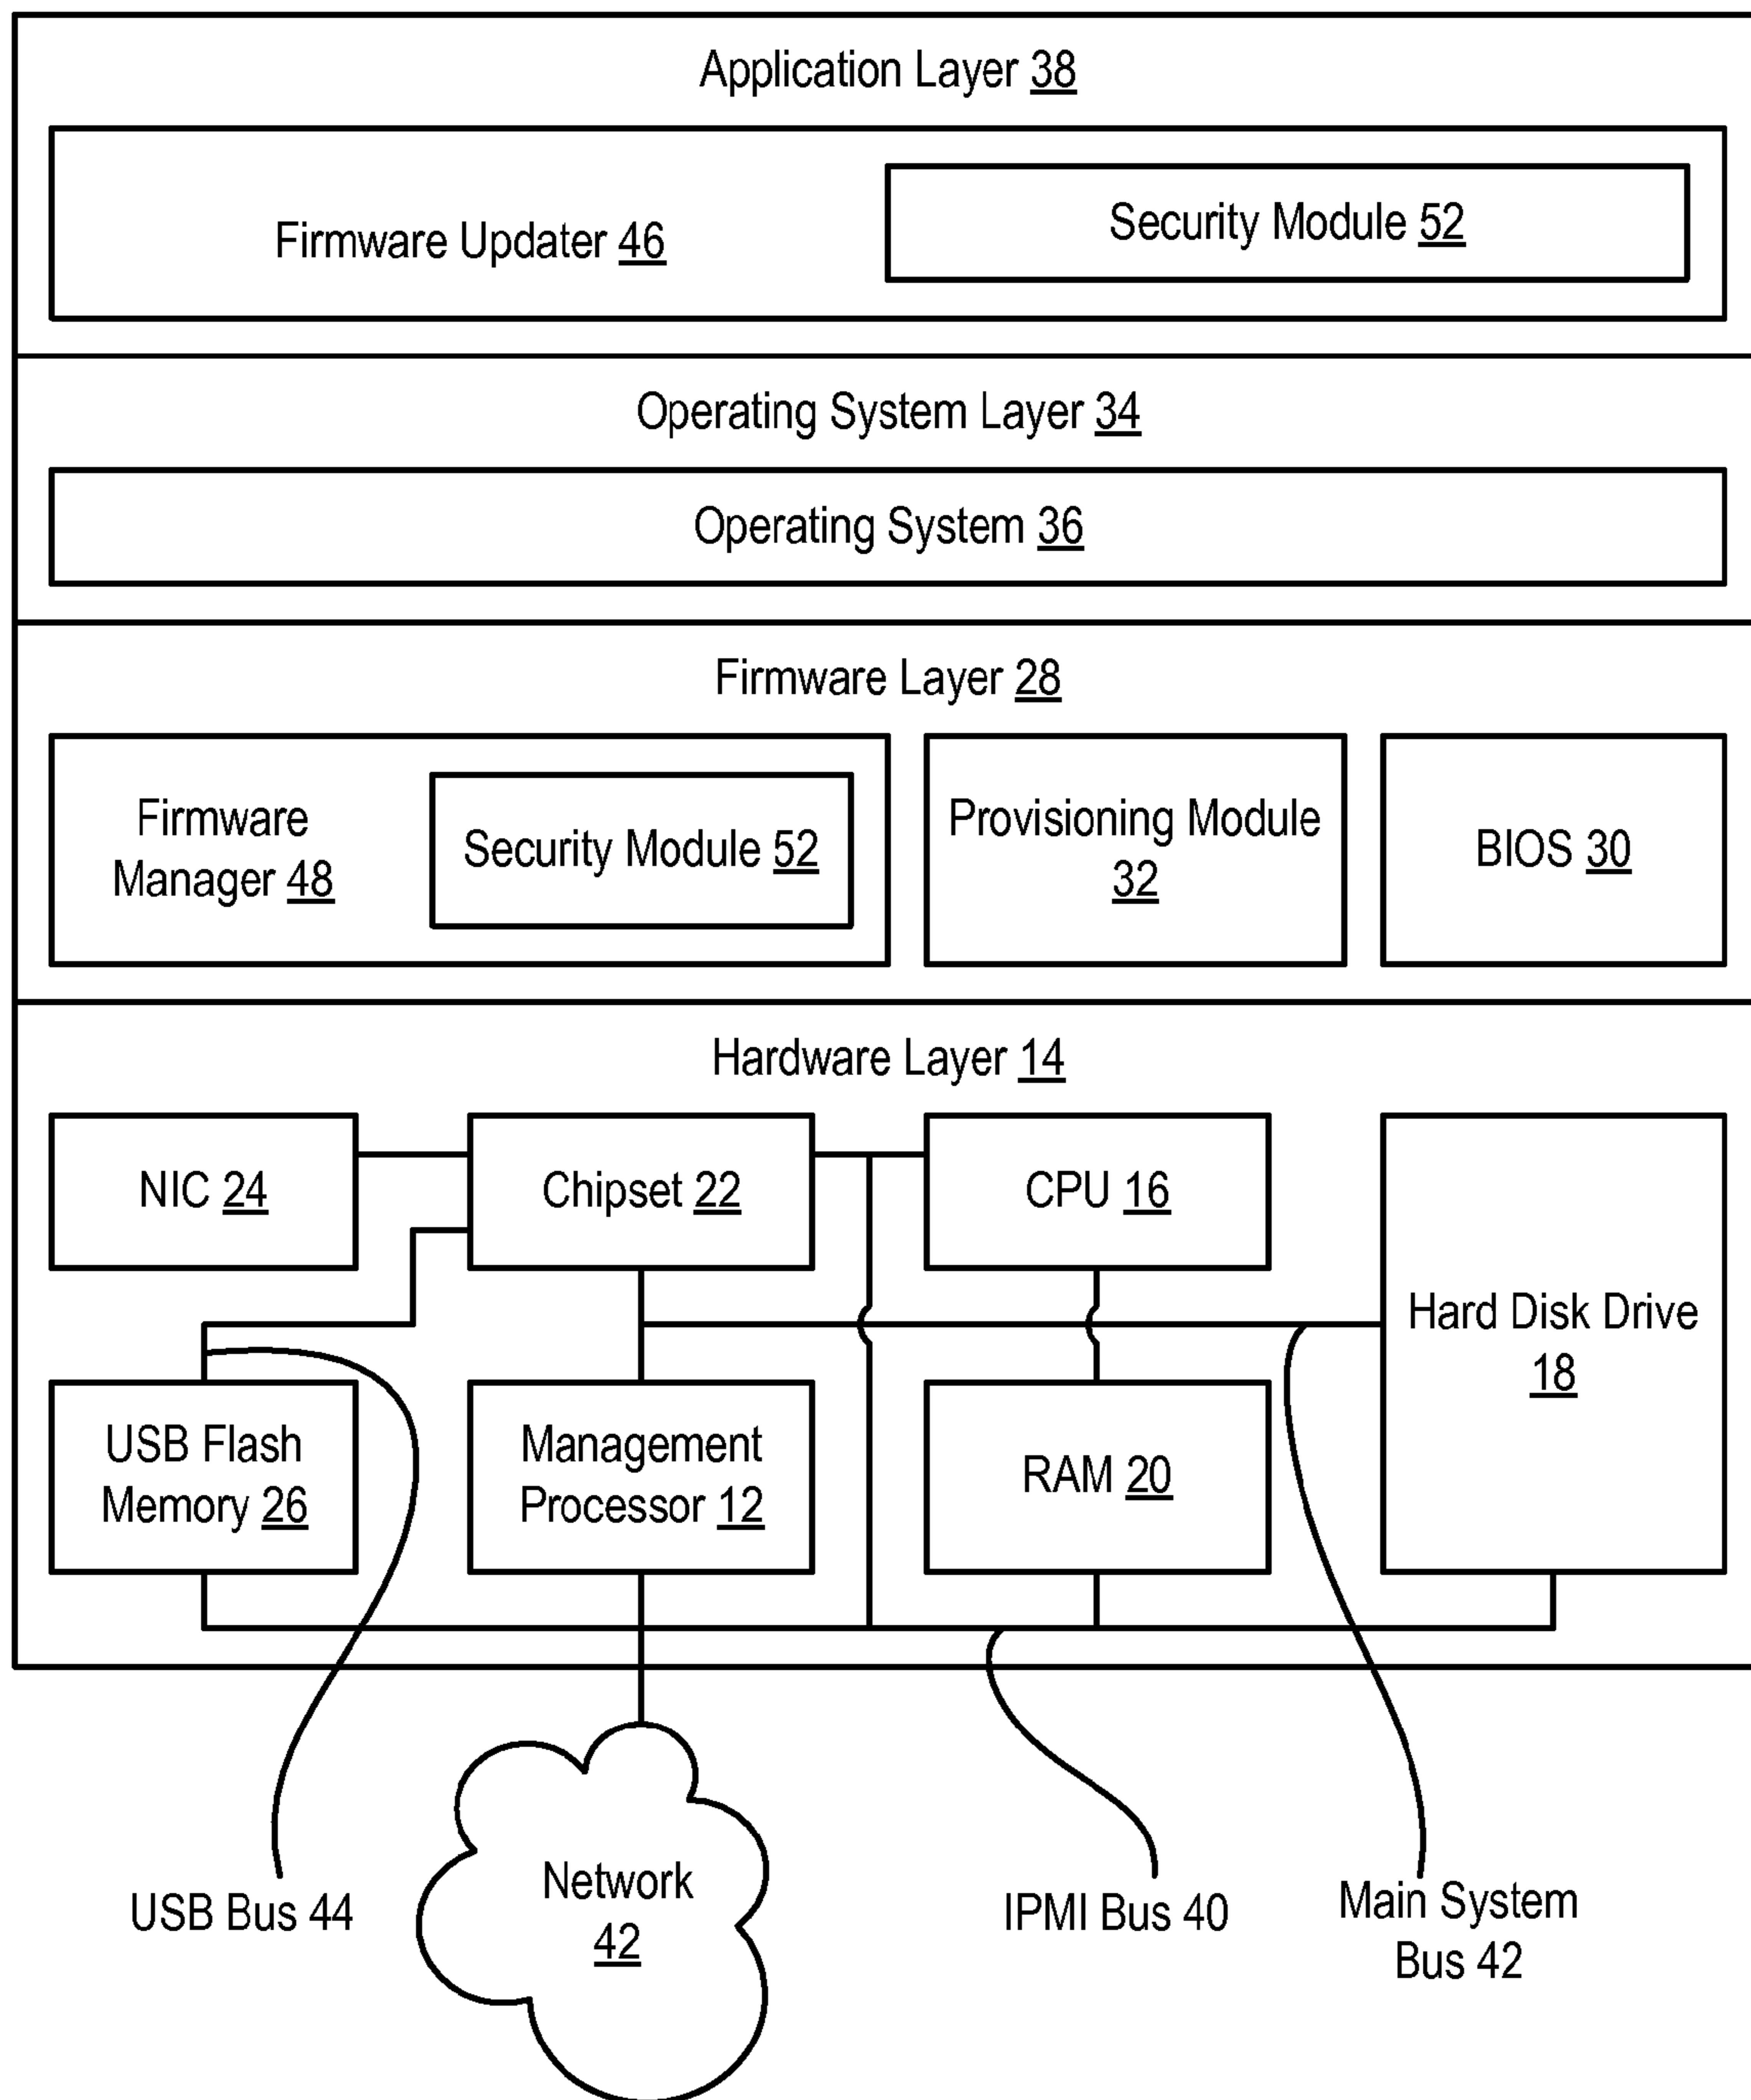 Application Layer 38
Firmware Updater 46
Security Module 52
Operating System Layer 34
Operating System 36
Firmware Layer 28
Firmware
Manager 48
Security Module 52
Provisioning Module
32
BIOS 30
Hardware Layer 14
NIC 24
Chipset 22
CPU 16
Hard Disk Drive
18
USB Flash
Memory 26
Management
Processor 12
RAM 20
USB Bus 44
Network
42
IPMI Bus 40
Main System
Bus 42